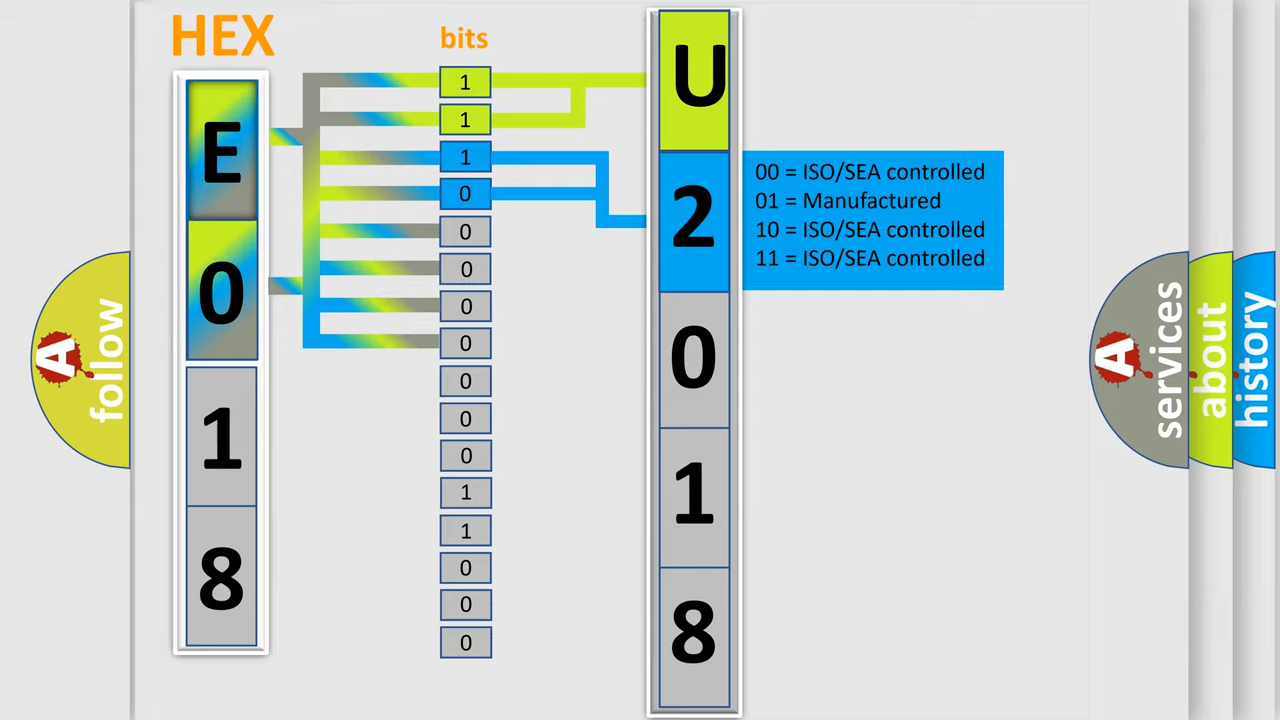 HEX
bits
E
0
1
8
1
1
1
0
0
0
0
0
0
0
0
1
1
0
0
0
U
2
0
1
8
00 = ISO/SEA controlled
01 = Manufactured
10 = ISO/SEA controlled
11 = ISO/SEA controlled
A
follow
A
services
about
history